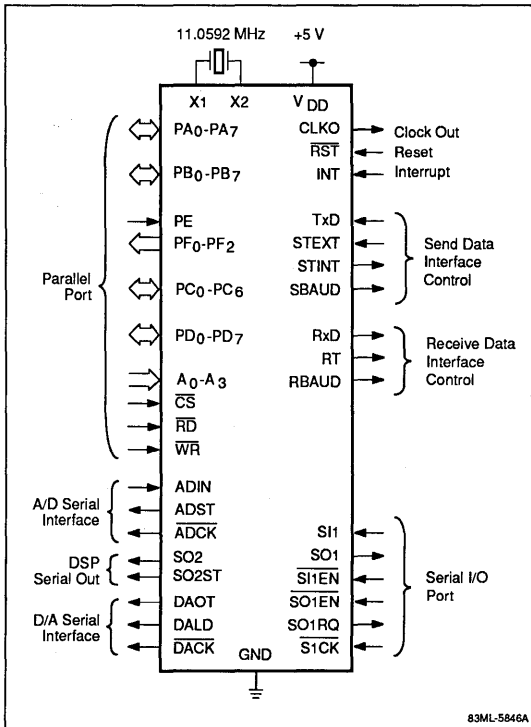 11.0592 MHz +5 V
X1 X2 V DD
PA0-PA7 CLKO Clock Out
RST Reset
PB0-PB7 INT Interrupt
PE TxD
PF0-PF2 STEXT Send Data
STINT Interface
PC0-PC6 SBAUD Control
Parallel
Port
PD0-PD7 RxD Receive Data
RT Interface
A0-A3 RBAUD Control
CS
RD
WR
ADIN
A/D Serial ADST
Interface ADCK SI1
DSP SO2 SO1 Serial I/O
Serial Out SO2ST SI1EN Port
DAOT SO1EN
D/A Serial DALD SO1RQ
Interface DACK S1CK
GND
83ML-5846A